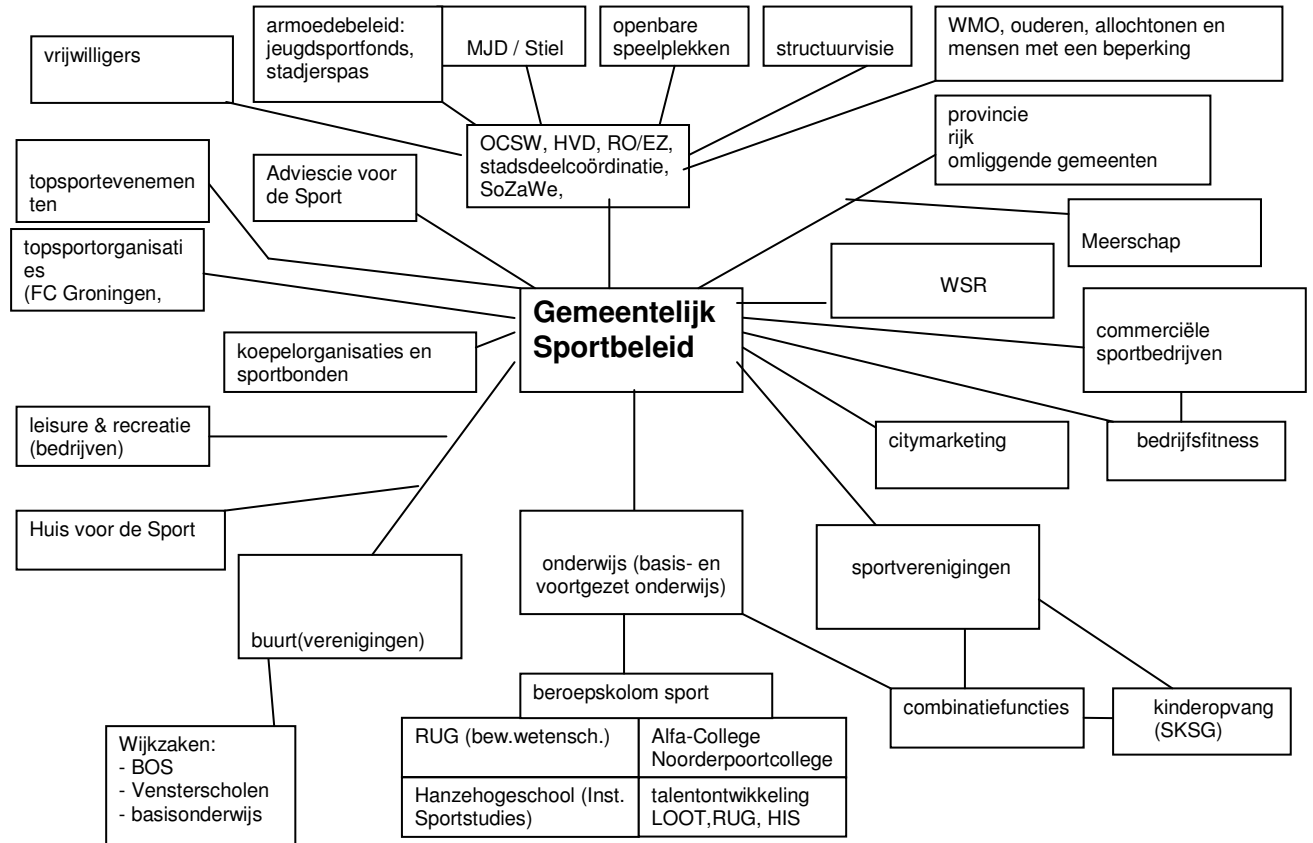 vrijwilligers
armoedebeleid:
jeugdsportfonds,
stadjerspas
MJD / Stiel
openbare
speelplekken
structuurvisie
WMO, ouderen, allochtonen en
mensen met een beperking
OCSW, HVD, RO/EZ,
stadsdeelcoördinatie,
SoZaWe,
provincie
rijk
omliggende gemeenten
topsportevenemen
ten
Adviescie voor
de Sport
Meerschap
topsportorganisati
es
(FC Groningen,
WSR
Gemeentelijk
Sportbeleid
commerciële
sportbedrijven
koepelorganisaties en
sportbonden
leisure & recreatie
(bedrijven)
citymarketing
bedrijfsfitness
Huis voor de Sport
onderwijs (basis- en
voortgezet onderwijs)
sportverenigingen
buurt(verenigingen)
beroepskolom sport
combinatiefuncties
kinderopvang
(SKSG)
Wijkzaken:
- BOS
- Vensterscholen
- basisonderwijs
RUG (bew.wetensch.)
Alfa-College
Noorderpoortcollege
Hanzehogeschool (Inst.
Sportstudies)
talentontwikkeling
LOOT,RUG, HIS